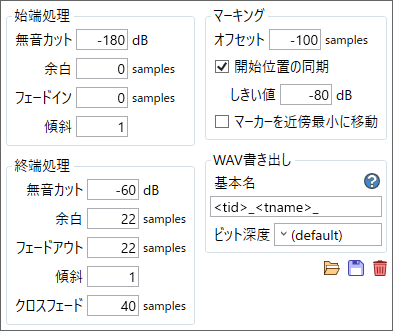 始端処理
無音カット -180 dB
余白 0 samples
フェードイン 0 samples
傾斜 1
終端処理
無音カット -60 dB
余白 22 samples
フェードアウト 22 samples
傾斜 1
クロスフェード 40 samples
マーキング
オフセット -100 samples
開始位置の同期
しきい値 -80 dB
マーカーを近傍最小に移動
WAV書き出し
基本名 ?
<tid>_<tname>_
ビット深度 (default)